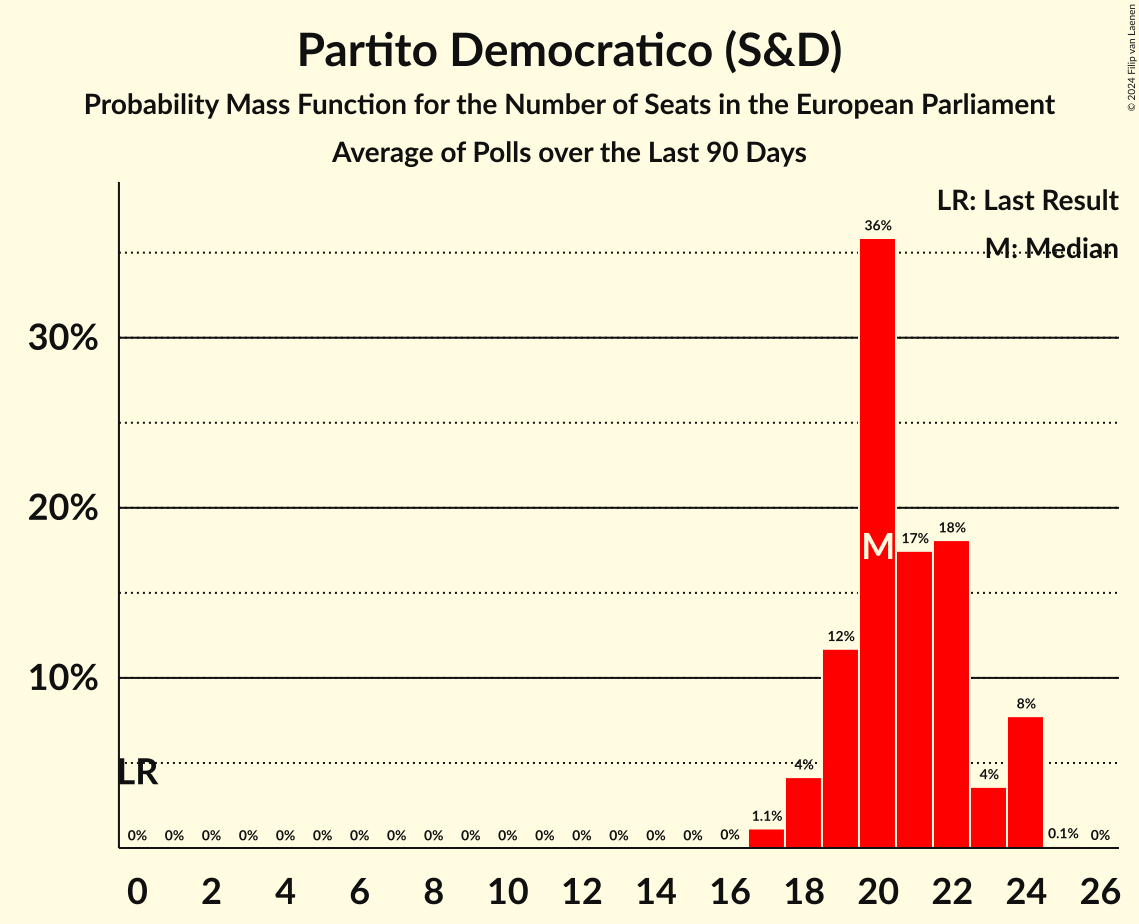 Partito Democratico (S&D)
Probability Mass Function for the Number of Seats in the European Parliament
Average of Polls over the Last 90 Days
© 2024 Filip van Laenen
LR: Last Result
M: Median
30%
20%
10%
36%
M
17%
18%
12%
8%
4%
4%
1.1%
0.1%
LR
0% 0% 0% 0% 0% 0% 0% 0% 0% 0% 0% 0% 0% 0% 0% 0% 0% 0%
0 2 4 6 8 10 12 14 16 18 20 22 24 26